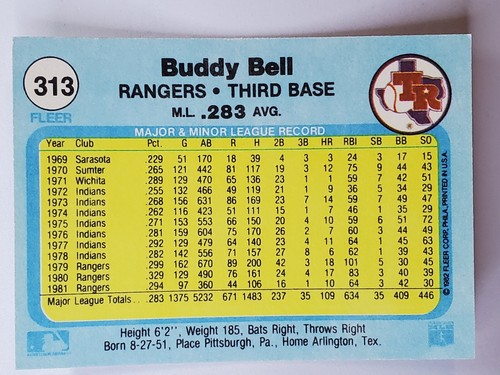 313
FLEER
Buddy Bell
RANGERS • THIRD BASE
M.L. .283 AVG.
TR
MAJOR & MINOR LEAGUE RECORD
Year Club Pct. G AB R H 2B 3B HR RBI SB BB SO
1969 Sarasota .229 51 170 18 39 4 3 3 24 3 17 15
1970 Sumter .265 121 442 81 117 19 3 12 75 9 44 43
1971 Wichita .289 129 470 65 136 23 1 11 59 7 42 51
1972 Indians .255 132 466 49 119 21 1 9 36 5 34 29
1973 Indians .268 156 631 86 169 23 7 14 59 7 49 47
1974 Indians .262 116 423 51 111 15 1 7 46 1 35 29
1975 Indians .271 153 553 66 150 20 4 10 59 6 51 72
1976 Indians .281 159 604 75 170 26 2 7 60 3 44 49
1977 Indians .292 129 479 64 140 23 4 11 64 1 45 63
1978 Indians .282 142 556 71 157 27 8 6 62 1 39 43
1979 Rangers .299 162 670 89 200 42 3 18 101 5 30 45
1980 Rangers .329 129 490 76 161 24 4 17 83 3 40 39
1981 Rangers .294 97 360 44 106 16 1 10 64 3 42 30
Major League Totals . . .283 1375 5232 671 1483 237 35 109 634 35 409 446
© 1982 FLEER CORP. PHILA. PRINTED IN U.S.A.
Height 6'2'', Weight 185, Bats Right, Throws Right
Born 8-27-51, Place Pittsburgh, Pa., Home Arlington, Tex.